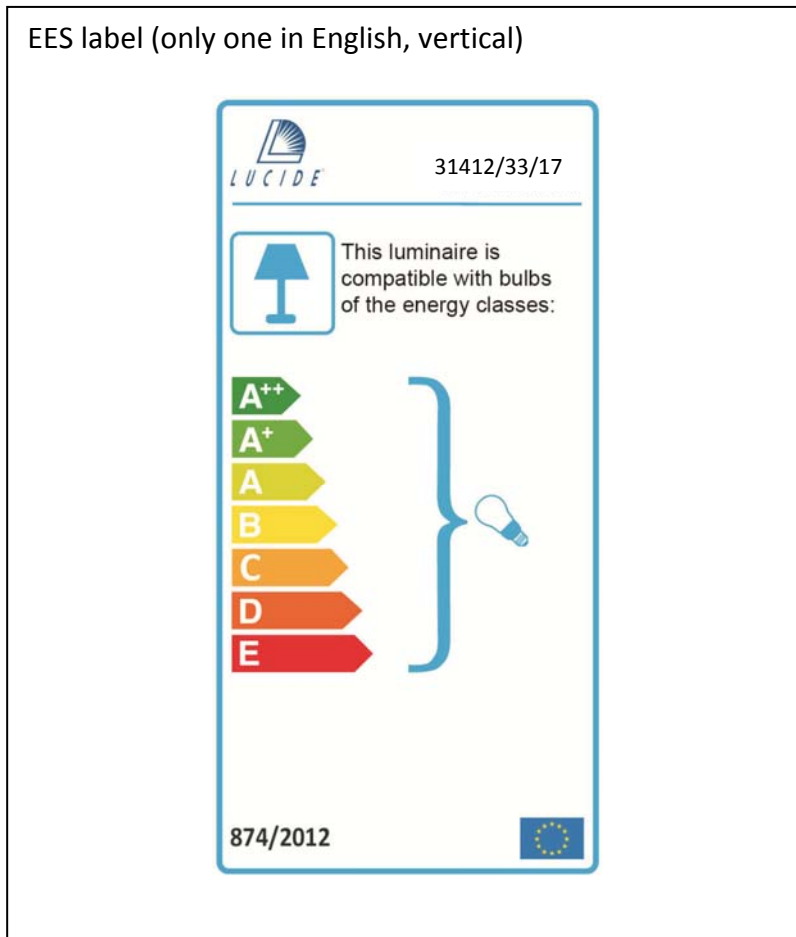 EES label (only one in English, vertical)
LUCIDE
31412/33/17
This luminaire is
compatible with bulbs
of the energy classes:
A++
A+
A
B
C
D
E
874/2012